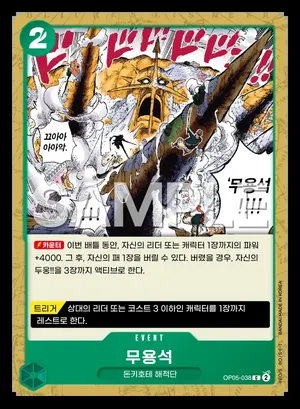 2
돈
도
도
도
!!
끄아아
아아악.
"무용석"
!!!!
SAMPLE
카운터 이번 배틀 동안, 자신의 리더 또는 캐릭터 1장까지의 파워
+4000. 그 후, 자신의 패 1장을 버릴 수 있다. 버렸을 경우, 자신의
두웅!!을 3장까지 액티브로 한다.
트리거 상대의 리더 또는 코스트 3 이하인 캐릭터를 1장까지
레스트로 한다.
EVENT
무용석
돈키호테 해적단
OP05-038 C 2